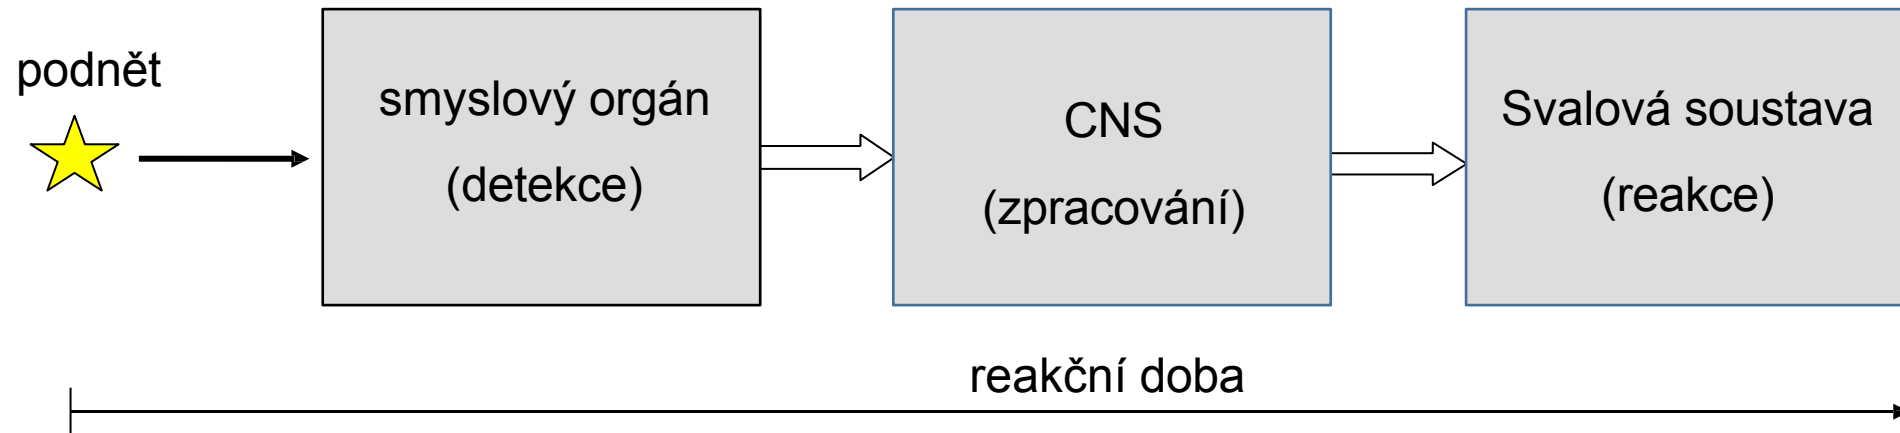 podnět
smyslový orgán
(detekce)
CNS
(zpracování)
Svalová soustava
(reakce)
reakční doba